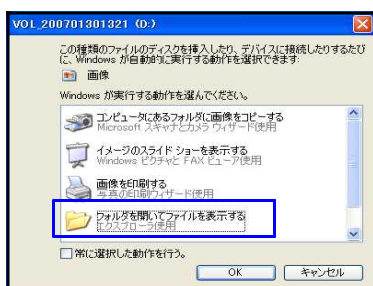 VOL_200701301321 (D:)
この種類のファイルのディスクを挿入したり、デバイスに接続したりするたび
に、Windows が自動的に実行する動作を選択できます:
画像
Windows が実行する動作を選んでください。
コンピュータにあるフォルダに画像をコピーする
Microsoft スキャナとカメラ ウィザード使用
イメージのスライド ショーを表示する
Windows ピクチャと FAX ビューア使用
画像を印刷する
写真の印刷ウィザード使用
フォルダを開いてファイルを表示する
エクスプローラ使用
常に選択した動作を行う。
OK
キャンセル